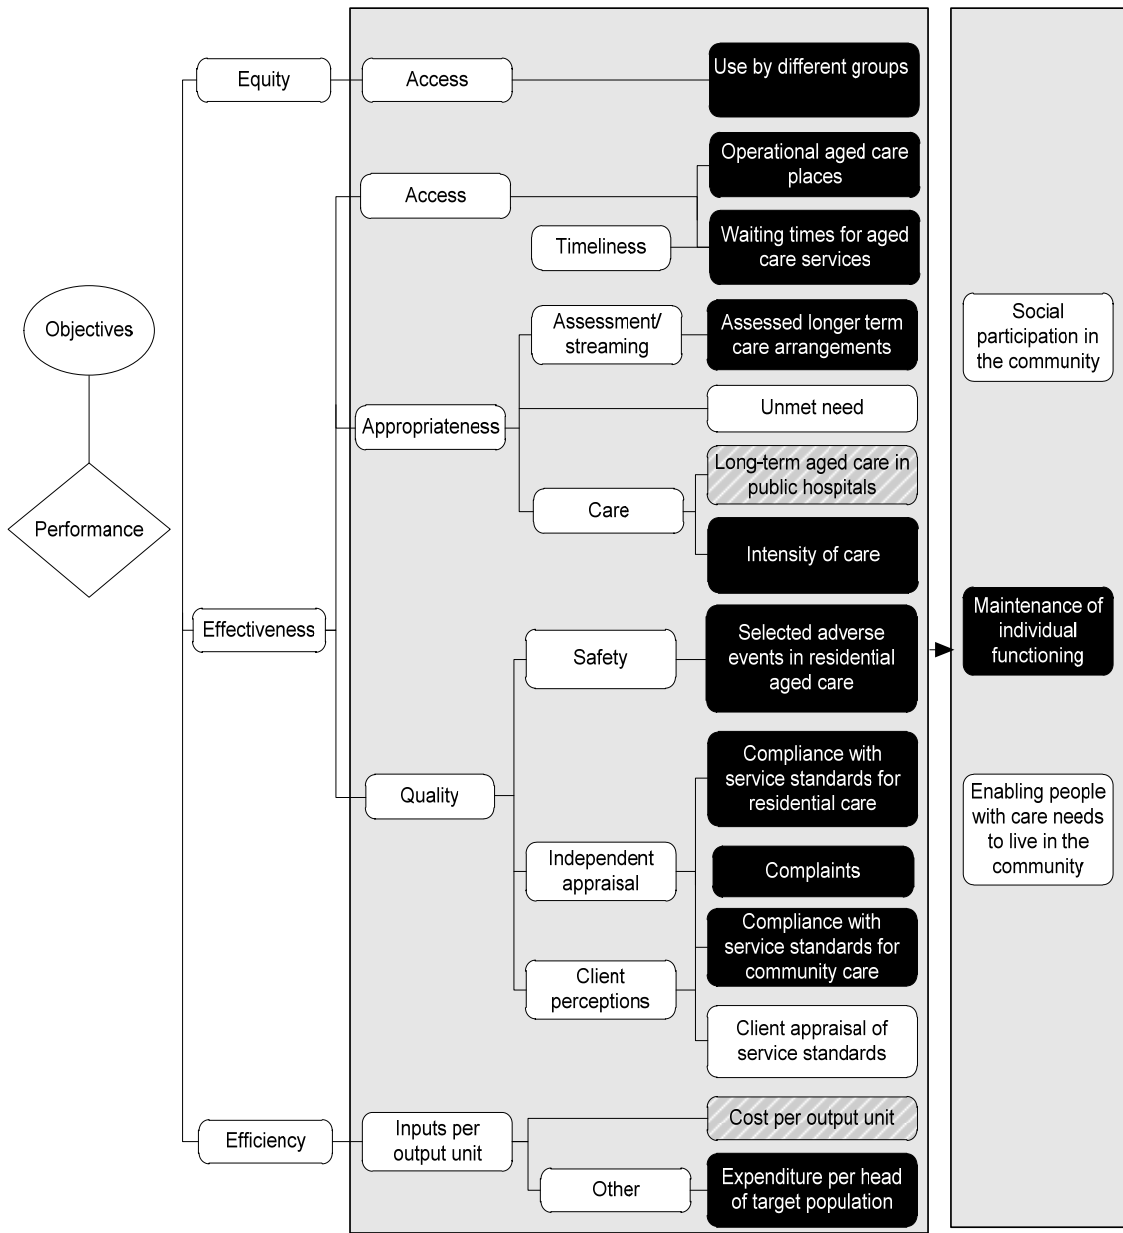 Equity
Access
Use by different groups
Operational aged care
places
Access
Timeliness
Waiting times for aged
care services
Objectives
Performance
Assessment/
streaming
Assessed longer term
care arrangements
Appropriateness
Unmet need
Long-term aged care in
public hospitals
Care
Intensity of care
Effectiveness
Safety
Selected adverse
events in residential
aged care
Quality
Compliance with
service standards for
residential care
Independent
appraisal
Complaints
Compliance with
service standards for
community care
Client
perceptions
Client appraisal of
service standards
Efficiency
Inputs per
output unit
Cost per output unit
Other
Expenditure per head
of target population
Social
participation in
the community
Maintenance of
individual
functioning
Enabling people
with care needs
to live in the
community